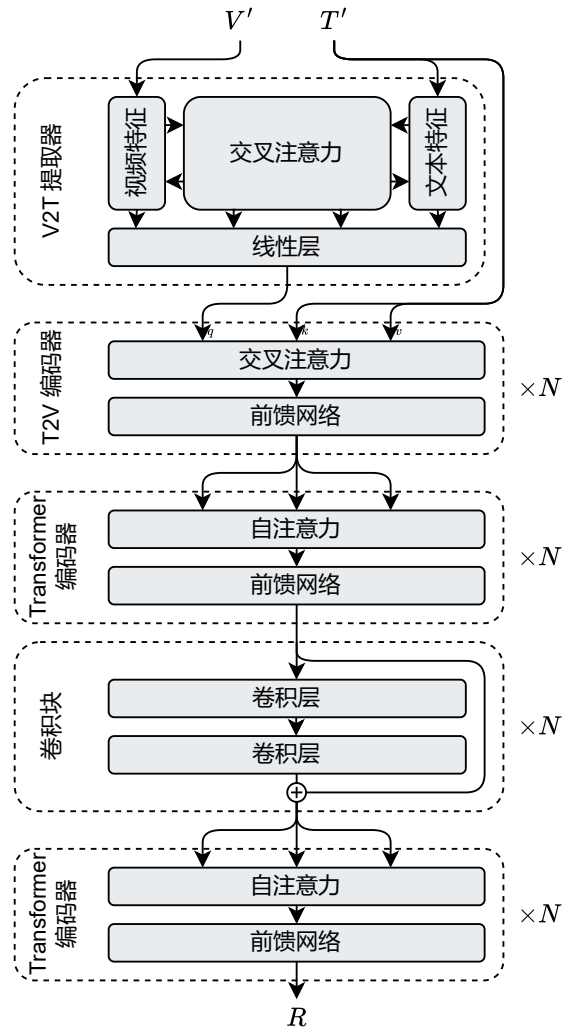 V′
T′
V2T 提取器
视频特征
交叉注意力
文本特征
线性层
q
k
v
T2V 编码器
交叉注意力
前馈网络
×N
Transformer
编码器
自注意力
前馈网络
×N
卷积块
卷积层
卷积层
+
×N
Transformer
编码器
自注意力
前馈网络
×N
R